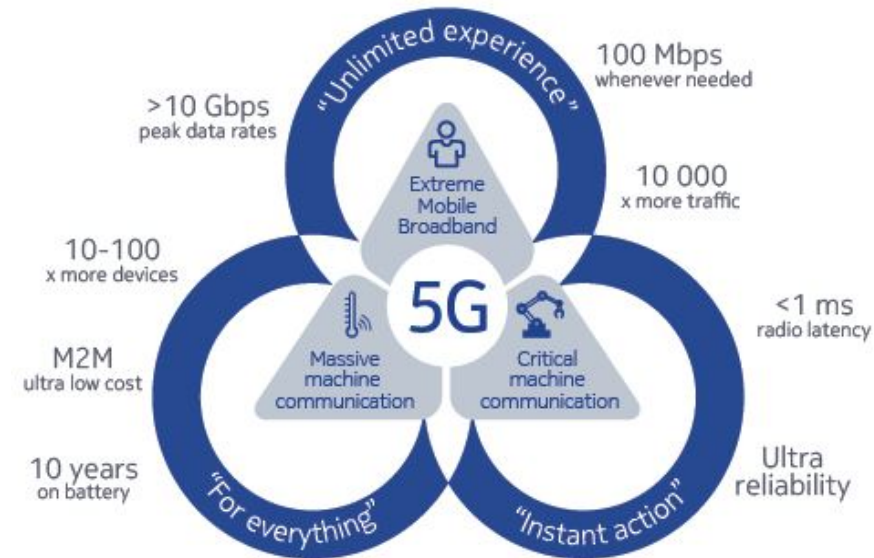 "Unlimited experience"
100 Mbps
whenever needed
>10 Gbps
peak data rates
10 000
x more traffic
Extreme
Mobile
Broadband
10-100
x more devices
5G
<1 ms
radio latency
M2M
ultra low cost
Massive
machine
communication
Critical
machine
communication
10 years
on battery
Ultra
reliability
"For everything"
"Instant action"